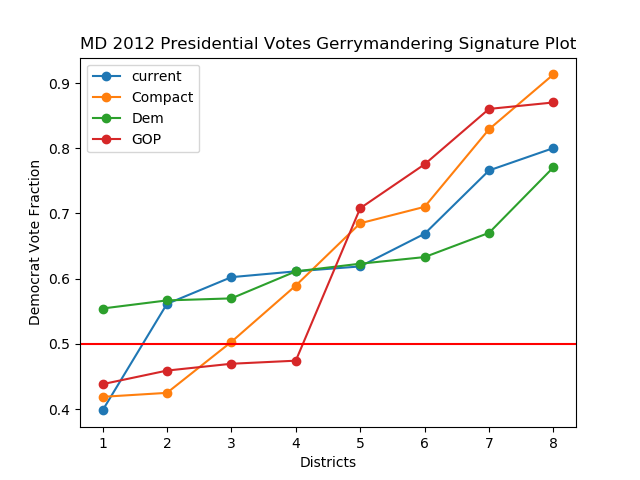 MD 2012 Presidential Votes Gerrymandering Signature Plot
current
Compact
Dem
GOP
Democrat Vote Fraction
0.9
0.8
0.7
0.6
0.5
0.4
1 2 3 4 5 6 7 8
Districts